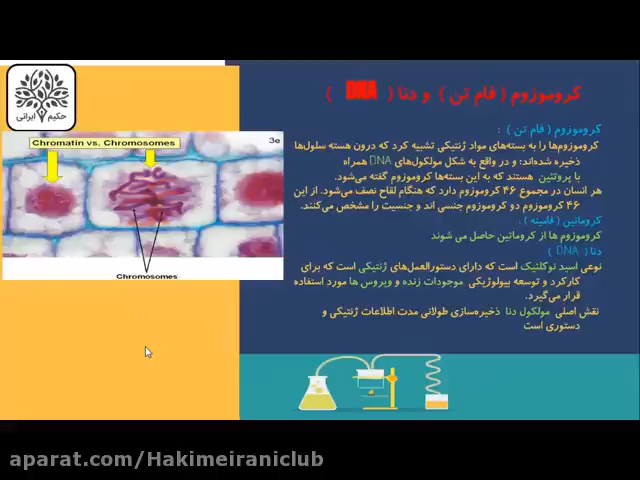 حکیم ایرانی
کروموزوم ( فام تن ) و دنا ( DNA )
Chromatin vs. Chromosomes
3e
Chromosomes
کروموزوم ( فام تن ) :
کروموزوم‌ها را به بسته‌های مواد ژنتیکی تشبیه کرد که درون هسته سلول‌ها
ذخیره شده‌اند: و در واقع به شکل مولکول‌های DNA همراه
با پروتئین هستند که به این بسته‌ها کروموزوم گفته می‌شود.
هر انسان در مجموع ۴۶ کروموزوم دارد که هنگام لقاح نصف می‌شود. از این
۴۶ کروموزوم دو کروموزوم جنسی اند و جنسیت را مشخص می‌کنند.
کروماتین ( فامینه ) :
کروموزوم ها از کروماتین حاصل می شوند
دنا ( DNA )
نوعی اسید نوکلئیک است که دارای دستورالعمل‌های ژنتیکی است که برای
کارکرد و توسعه بیولوژیکی موجودات زنده و ویروس ها مورد استفاده
قرار می‌گیرد.
نقش اصلی مولکول دنا ذخیره‌سازی طولانی مدت اطلاعات ژنتیکی و
دستوری است
aparat.com/Hakimeiraniclub